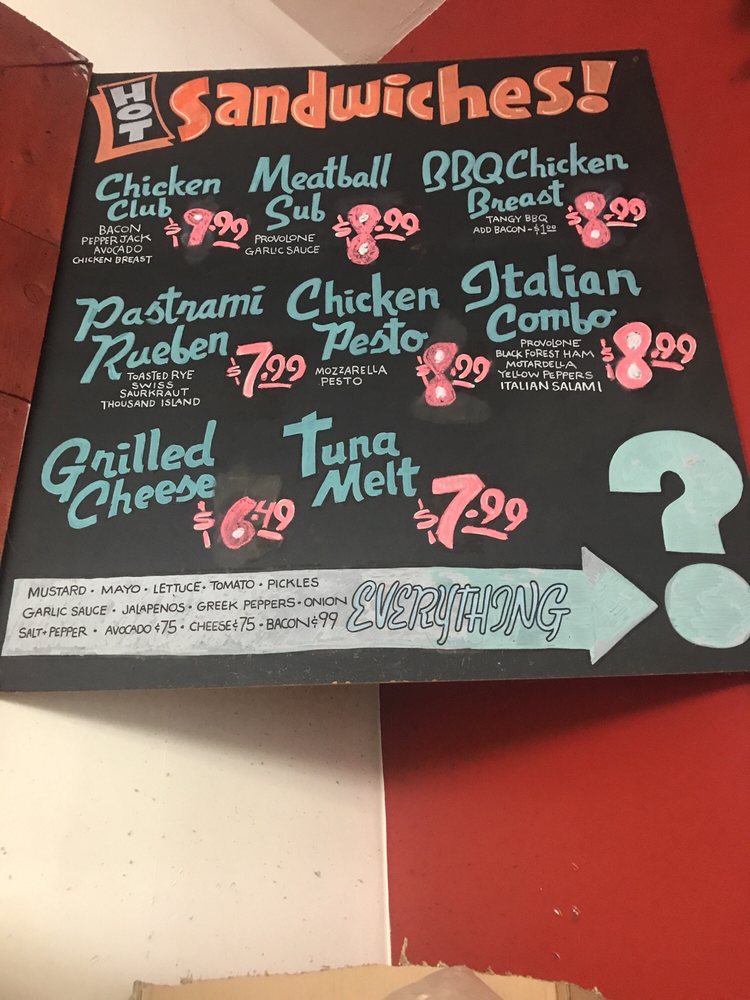 HOT Sandwiches!
Chicken
Club
$9.99
BACON
PEPPER JACK
AVOCADO
CHICKEN BREAST
Meatball
Sub
$8.99
PROVOLONE
GARLIC SAUCE
BBQ Chicken
Breast
$8.99
TANGY BBQ
ADD BACON - $1.00
Pastrami
Rueben
$7.99
TOASTED RYE
SWISS
SAURKRAUT
THOUSAND ISLAND
Chicken
Pesto
$8.99
MOZZARELLA
PESTO
Italian
Combo
$8.99
PROVOLONE
BLACK FOREST HAM
MOTARDELLA
YELLOW PEPPERS
ITALIAN SALAMI
Grilled
Cheese
$6.49
Tuna
Melt
$7.99
MUSTARD • MAYO • LETTUCE • TOMATO • PICKLES
GARLIC SAUCE • JALAPENOS • GREEK PEPPERS • ONION
SALT + PEPPER • AVOCADO ¢75 • CHEESE ¢75 • BACON ¢99
EVERYTHING
?